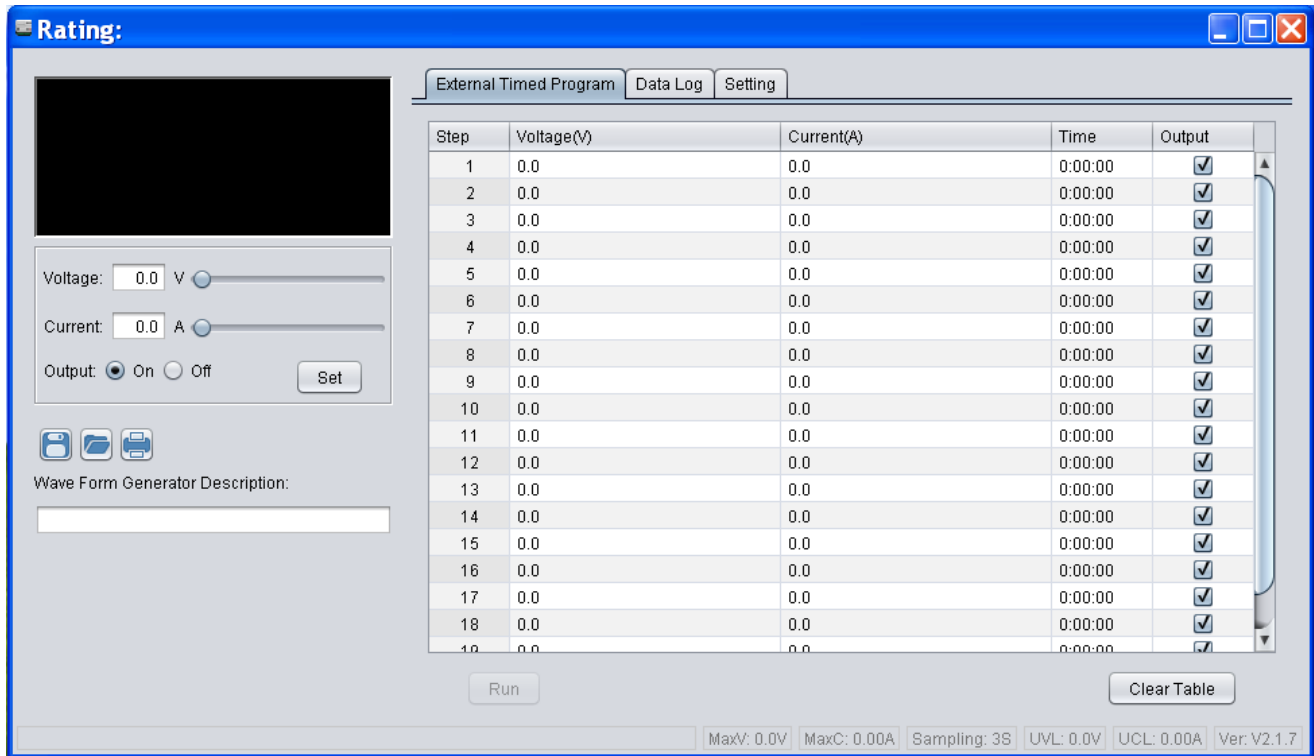 Rating:
External Timed Program Data Log Setting
Step Voltage(V) Current(A) Time Output
1 0.0 0.0 0:00:00
2 0.0 0.0 0:00:00
3 0.0 0.0 0:00:00
4 0.0 0.0 0:00:00
5 0.0 0.0 0:00:00
6 0.0 0.0 0:00:00
7 0.0 0.0 0:00:00
8 0.0 0.0 0:00:00
9 0.0 0.0 0:00:00
10 0.0 0.0 0:00:00
11 0.0 0.0 0:00:00
12 0.0 0.0 0:00:00
13 0.0 0.0 0:00:00
14 0.0 0.0 0:00:00
15 0.0 0.0 0:00:00
16 0.0 0.0 0:00:00
17 0.0 0.0 0:00:00
18 0.0 0.0 0:00:00
19 0.0 0.0 0:00:00
Voltage: 0.0 V
Current: 0.0 A
Output: On Off
Set
Wave Form Generator Description:
Run
Clear Table
MaxV: 0.0V MaxC: 0.00A Sampling: 3S UVL: 0.0V UCL: 0.00A Ver: V2.1.7